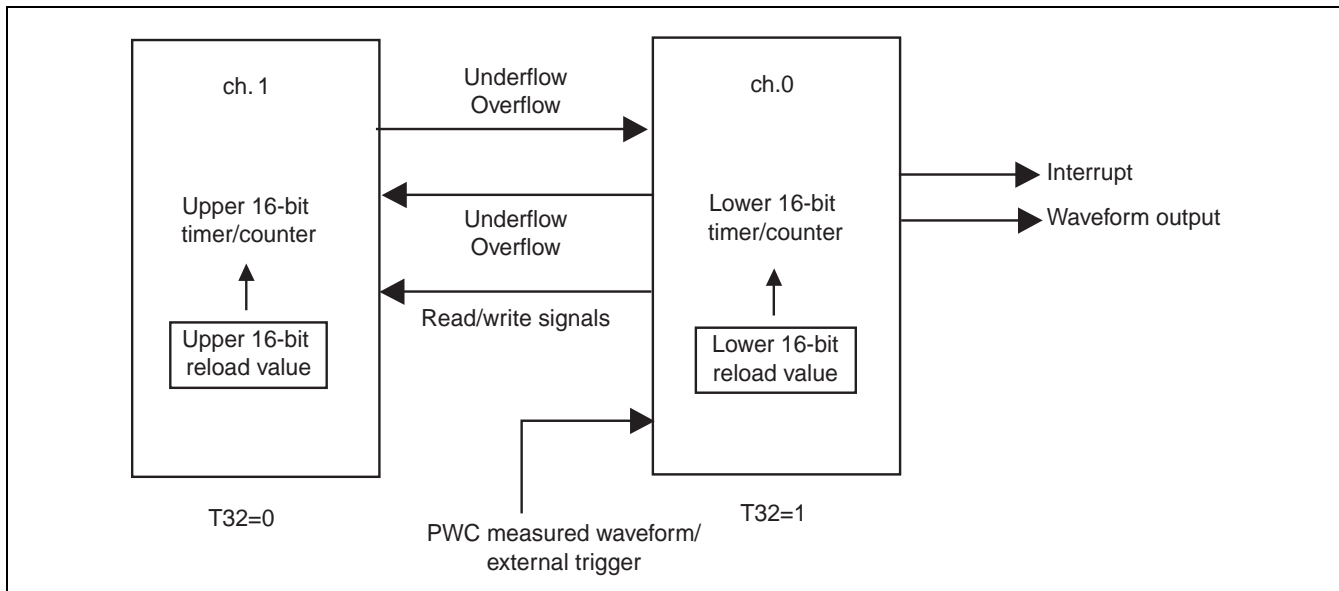 ch. 1
Upper 16-bit
timer/counter
Upper 16-bit
reload value
T32=0
Underflow
Overflow
Underflow
Overflow
Read/write signals
ch.0
Lower 16-bit
timer/counter
Lower 16-bit
reload value
T32=1
PWC measured waveform/
external trigger
Interrupt
Waveform output